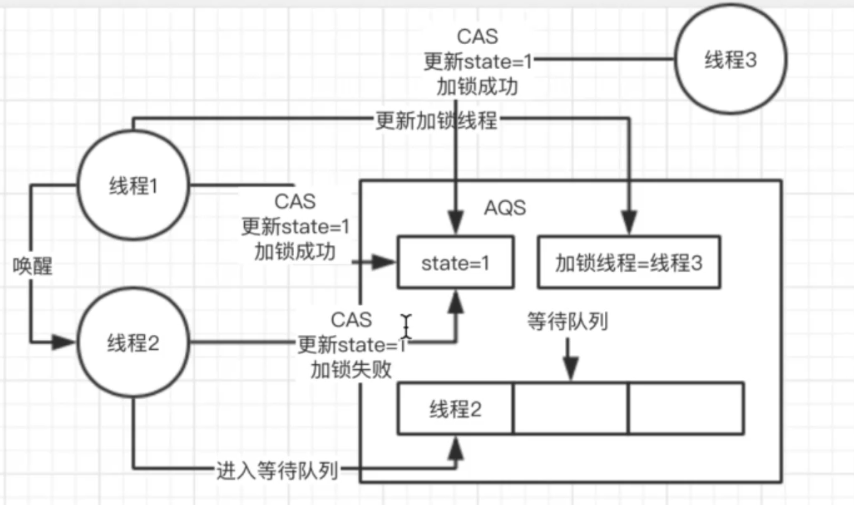 CAS
更新state=1
加锁成功
线程3
更新加锁线程
线程1
CAS
更新state=1
加锁成功
AQS
state=1
加锁线程=线程3
唤醒
线程2
CAS
更新state=1
加锁失败
等待队列
线程2
进入等待队列